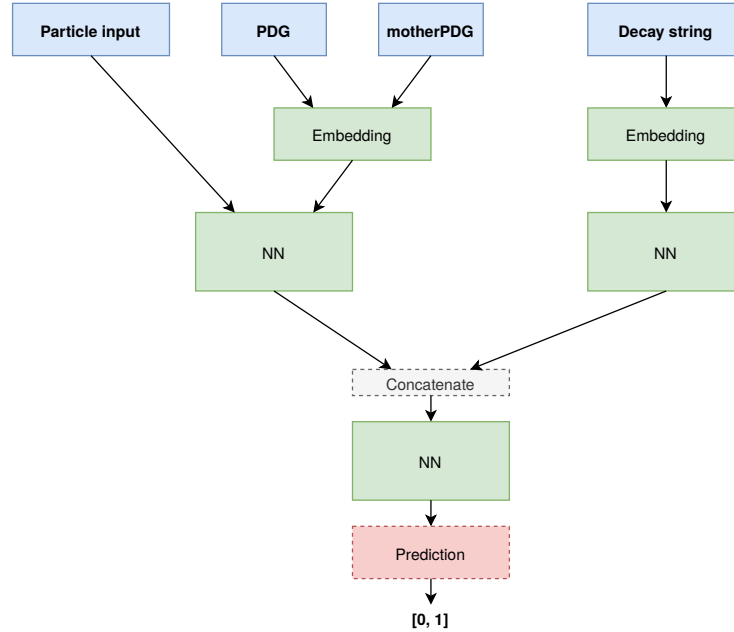 Particle input
PDG
motherPDG
Decay string
Embedding
Embedding
NN
NN
Concatenate
NN
Prediction
[0, 1]